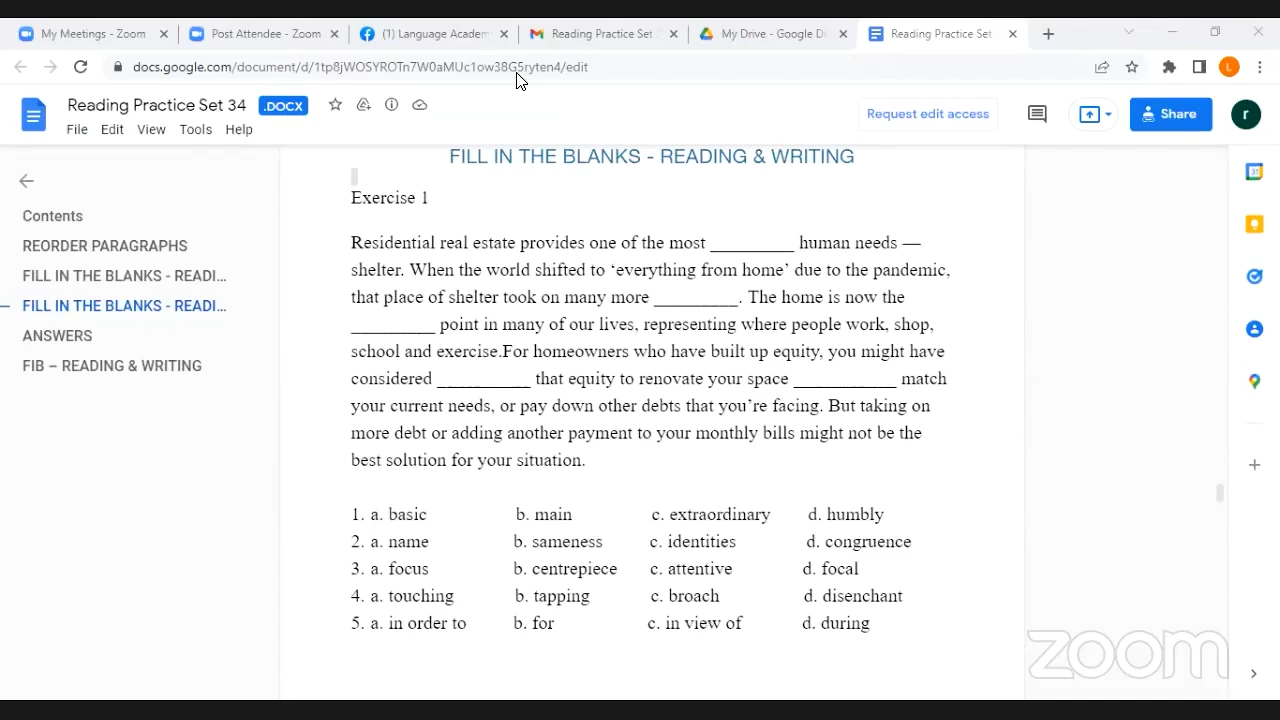 My Meetings - Zoom
Post Attendee - Zoom
(1) Language Academ
Reading Practice Set
My Drive - Google D
Reading Practice Set
docs.google.com/document/d/1tp8jWOSYROTn7W0aMUc1ow38G5ryten4/edit
L
Reading Practice Set 34 .DOCX
File Edit View Tools Help
Request edit access
Share
r
31
Contents
REORDER PARAGRAPHS
FILL IN THE BLANKS - READI...
FILL IN THE BLANKS - READI...
ANSWERS
FIB – READING & WRITING
FILL IN THE BLANKS - READING & WRITING
Exercise 1
Residential real estate provides one of the most _________ human needs —
shelter. When the world shifted to ‘everything from home’ due to the pandemic,
that place of shelter took on many more _________. The home is now the
_________ point in many of our lives, representing where people work, shop,
school and exercise.For homeowners who have built up equity, you might have
considered __________ that equity to renovate your space ___________ match
your current needs, or pay down other debts that you’re facing. But taking on
more debt or adding another payment to your monthly bills might not be the
best solution for your situation.
1. a. basic b. main c. extraordinary d. humbly
2. a. name b. sameness c. identities d. congruence
3. a. focus b. centrepiece c. attentive d. focal
4. a. touching b. tapping c. broach d. disenchant
5. a. in order to b. for c. in view of d. during
zoom